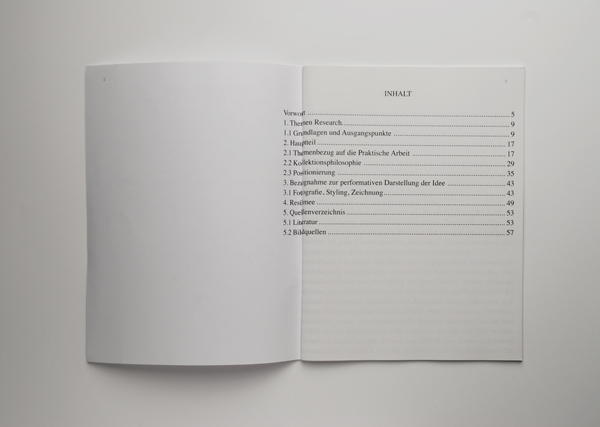 INHALT
Vorwort 5
1. Themen Research 9
1.1 Grundlagen und Ausgangspunkte 9
2. Hauptteil 17
2.1 Themenbezug auf die Praktische Arbeit 17
2.2 Kollektionsphilosophie 29
2.3 Positionierung 35
3. Bezugnahme zur performativen Darstellung der Idee 43
3.1 Fotografie, Styling, Zeichnung 43
4. Resümee 49
5. Quellenverzeichnis 53
5.1 Literatur 53
5.2 Bildquellen 57